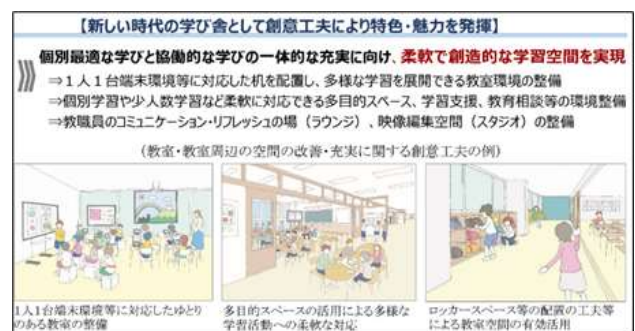 【新しい時代の学び舎として創意工夫により特色・魅力を発揮】
個別最適な学びと協働的な学びの一体的な充実に向け、柔軟で創造的な学習空間を実現
⇒1人1台端末環境等に対応した机を配置し、多様な学習を展開できる教室環境の整備
⇒個別学習や少人数学習など柔軟に対応できる多目的スペース、学習支援、教育相談等の環境整備
⇒教職員のコミュニケーション・リフレッシュの場（ラウンジ）、映像編集空間（スタジオ）の整備
(教室・教室周辺の空間の改善・充実に関する創意工夫の例)
1人1台端末環境等に対応したゆとり
のある教室の整備
多目的スペースの活用による多様な
学習活動への柔軟な対応
ロッカースペース等の配置の工夫等
による教室空間の有効活用